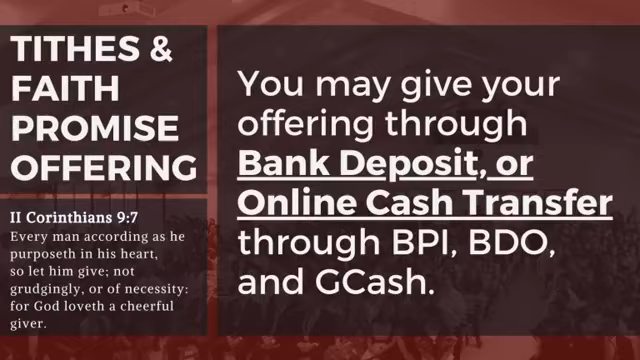 TITHES &
FAITH
PROMISE
OFFERING
II Corinthians 9:7
Every man according as he
purposeth in his heart,
so let him give; not
grudgingly, or of necessity:
for God loveth a cheerful
giver.
You may give your
offering through
Bank Deposit, or
Online Cash Transfer
through BPI, BDO,
and GCash.